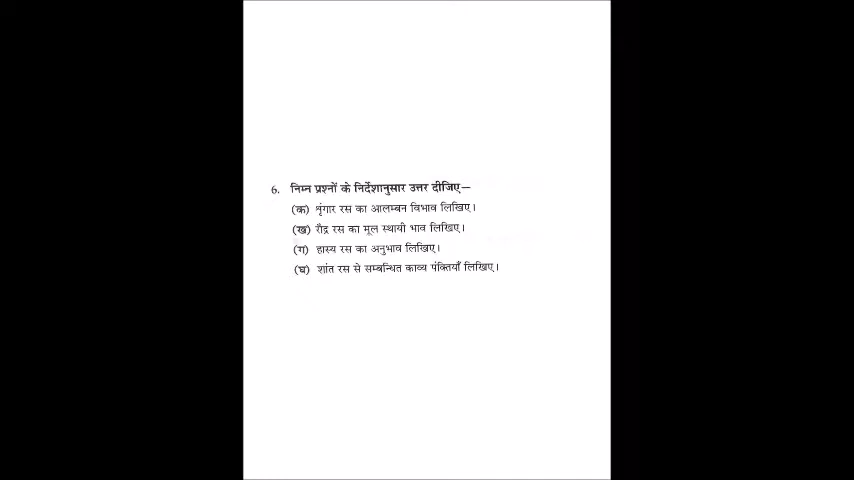 6. निम्न प्रश्नों के निर्देशानुसार उत्तर दीजिए—
(क) शृंगार रस का आलम्बन विभाव लिखिए।
(ख) रौद्र रस का मूल स्थायी भाव लिखिए।
(ग) हास्य रस का अनुभाव लिखिए।
(घ) शांत रस से सम्बन्धित काव्य पंक्तियाँ लिखिए।